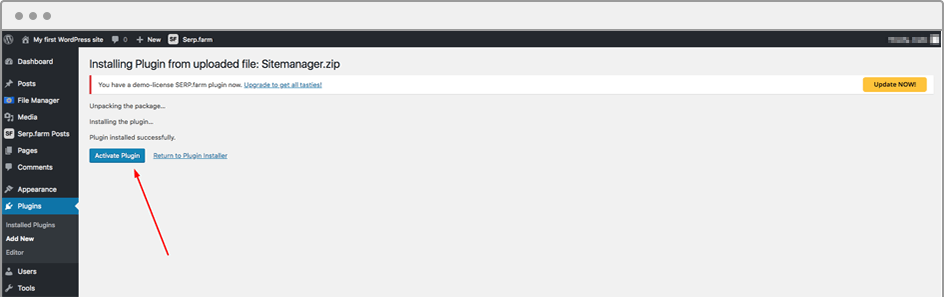 My first WordPress site 0 New SF Serp.farm
Dashboard
Posts
File Manager
Media
SF Serp.farm Posts
Pages
Comments
Appearance
Plugins
Installed Plugins
Add New
Editor
Users
Tools
Installing Plugin from uploaded file: Sitemanager.zip
You have a demo-license SERP.farm plugin now. Upgrade to get all tasties! Update NOW!
Unpacking the package...
Installing the plugin...
Plugin installed successfully.
Activate Plugin Return to Plugin Installer